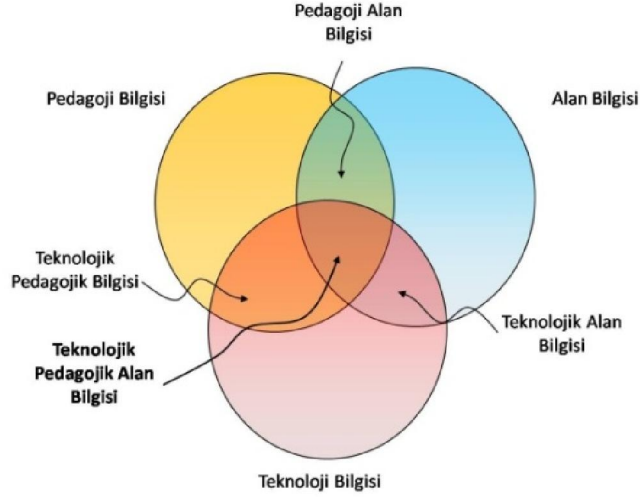 Pedagoji Alan
Bilgisi
Pedagoji Bilgisi
Alan Bilgisi
Teknolojik
Pedagojik Bilgisi
Teknolojik Alan
Bilgisi
Teknolojik
Pedagojik Alan
Bilgisi
Teknoloji Bilgisi